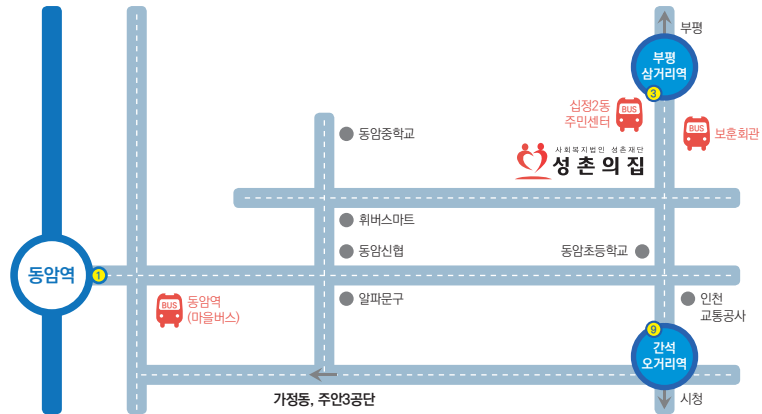 부평
부평
삼거리역
3
십정2동
주민센터
BUS
BUS
보훈회관
동암중학교
사회복지법인 성촌재단
성촌의집
휘버스마트
동암신협
동암초등학교
동암역
1
BUS
동암역
(마을버스)
알파문구
인천
교통공사
9
간석
오거리역
가정동, 주안3공단
시청